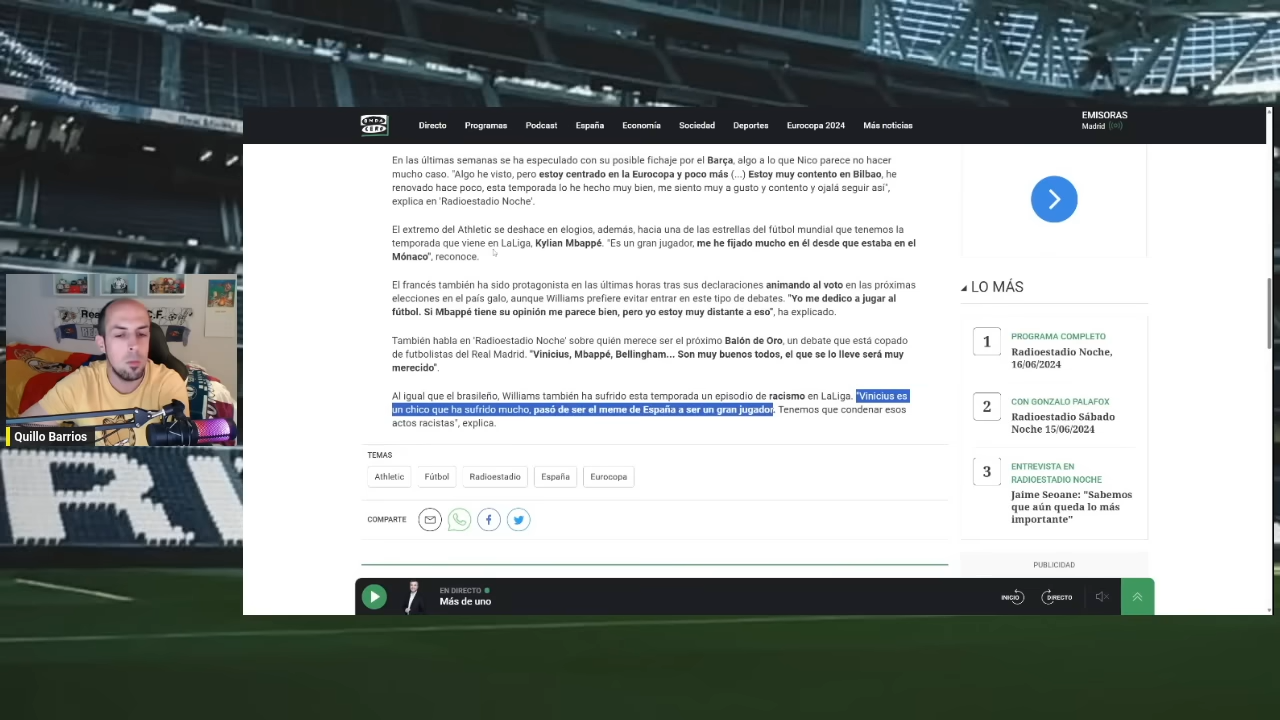 ONDA CERO
Directo
Programas
Podcast
España
Economía
Sociedad
Deportes
Eurocopa 2024
Más noticias
EMISORAS
Madrid
En las últimas semanas se ha especulado con su posible fichaje por el Barça, algo a lo que Nico parece no hacer
mucho caso. "Algo he visto, pero estoy centrado en la Eurocopa y poco más (...) Estoy muy contento en Bilbao, he
renovado hace poco, esta temporada lo he hecho muy bien, me siento muy a gusto y contento y ojalá seguir así",
explica en 'Radioestadio Noche'.
El extremo del Athletic se deshace en elogios, además, hacia una de las estrellas del fútbol mundial que tenemos la
temporada que viene en LaLiga, Kylian Mbappé. "Es un gran jugador, me he fijado mucho en él desde que estaba en el
Mónaco", reconoce.
El francés también ha sido protagonista en las últimas horas tras sus declaraciones animando al voto en las próximas
elecciones en el país galo, aunque Williams prefiere evitar entrar en este tipo de debates. "Yo me dedico a jugar al
fútbol. Si Mbappé tiene su opinión me parece bien, pero yo estoy muy distante a eso", ha explicado.
También habla en 'Radioestadio Noche' sobre quién merece ser el próximo Balón de Oro, un debate que está copado
de futbolistas del Real Madrid. "Vinicius, Mbappé, Bellingham... Son muy buenos todos, el que se lo lleve será muy
merecido".
Al igual que el brasileño, Williams también ha sufrido esta temporada un episodio de racismo en LaLiga. "Vinicius es
un chico que ha sufrido mucho, pasó de ser el meme de España a ser un gran jugador. Tenemos que condenar esos
actos racistas", explica.
TEMAS
Athletic
Fútbol
Radioestadio
España
Eurocopa
COMPARTE
LO MÁS
1
PROGRAMA COMPLETO
Radioestadio Noche,
16/06/2024
2
CON GONZALO PALAFOX
Radioestadio Sábado
Noche 15/06/2024
3
ENTREVISTA EN
RADIOESTADIO NOCHE
Jaime Seoane: "Sabemos
que aún queda lo más
importante"
PUBLICIDAD
EN DIRECTO
Más de uno
INICIO
DIRECTO
Quillo Barrios